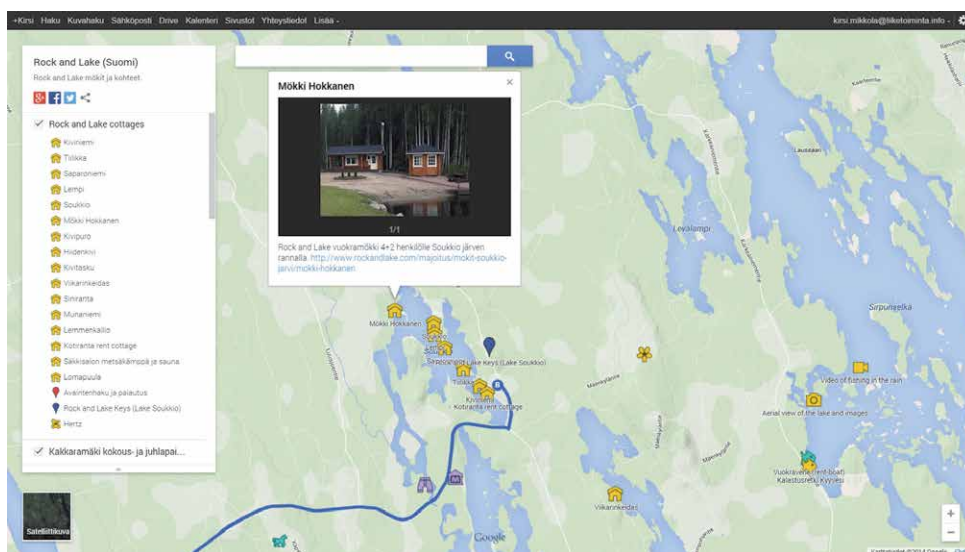 +Kirsi Haku Kuvahaku Sähköposti Drive Kalenteri Sivustot Yhteystiedot Lisää
kirsi.mikkola@liiketoiminta.info
Rock and Lake (Suomi)
Rock and Lake mökit ja kohteet.
Rock and Lake cottages
Kiviniemi
Tiilikka
Saparoniemi
Lempi
Soukkio
Mökki Hokkanen
Kivipuro
Hiidenkivi
Kivitasku
Viikarinkeidas
Siniranta
Munaniemi
Lemmenkallio
Kotiranta rent cottage
Säkkisalon metsäkämppä ja sauna
Lomapuula
Avaintenhaku ja palautus
Rock and Lake Keys (Lake Soukkio)
Hertz
Kakkaramäki kokous- ja juhlapai...
Satelliittikuva
Mökki Hokkanen
1/1
Rock and Lake vuokramökki 4+2 henkilölle Soukkio järven
rannalla. http://www.rockandlake.com/majoitus/mokit-soukkio-
jarvi/mokki-hokkanen
Mökki Hokkanen
Soukkio
Lake Keys (Lake Soukkio)
Tiilikka
B
Kiviniemi
Kotiranta rent cottage
M
Levalampi
Sirpunselkä
Video of fishing in the rain
Aerial view of the lake and images
Vuokravene (rent boat)
Kalastusretki Kyyvesi
Viikarinkeidas
Google